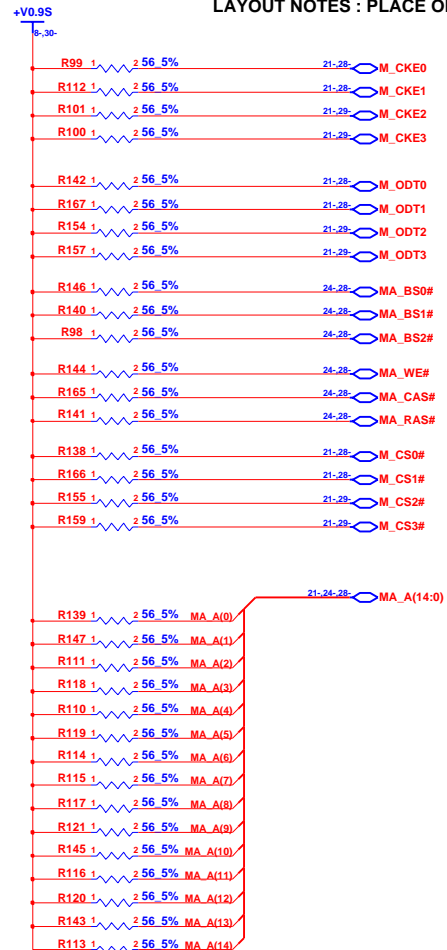 LAYOUT NOTES : PLACE
+V0.9S
8-,30-
R99 1 2 56_5% 21-,28- M_CKE0
R112 1 2 56_5% 21-,28- M_CKE1
R101 1 2 56_5% 21-,29- M_CKE2
R100 1 2 56_5% 21-,29- M_CKE3
R142 1 2 56_5% 21-,28- M_ODT0
R167 1 2 56_5% 21-,28- M_ODT1
R154 1 2 56_5% 21-,29- M_ODT2
R157 1 2 56_5% 21-,29- M_ODT3
R146 1 2 56_5% 24-,28- MA_BS0#
R140 1 2 56_5% 24-,28- MA_BS1#
R98 1 2 56_5% 24-,28- MA_BS2#
R144 1 2 56_5% 24-,28- MA_WE#
R165 1 2 56_5% 24-,28- MA_CAS#
R141 1 2 56_5% 24-,28- MA_RAS#
R138 1 2 56_5% 21-,28- M_CS0#
R166 1 2 56_5% 21-,28- M_CS1#
R155 1 2 56_5% 21-,29- M_CS2#
R159 1 2 56_5% 21-,29- M_CS3#
21-,24-,28- MA_A(14:0)
R139 1 2 56_5% MA_A(0)
R147 1 2 56_5% MA_A(1)
R111 1 2 56_5% MA_A(2)
R118 1 2 56_5% MA_A(3)
R110 1 2 56_5% MA_A(4)
R119 1 2 56_5% MA_A(5)
R114 1 2 56_5% MA_A(6)
R115 1 2 56_5% MA_A(7)
R117 1 2 56_5% MA_A(8)
R121 1 2 56_5% MA_A(9)
R145 1 2 56_5% MA_A(10)
R116 1 2 56_5% MA_A(11)
R120 1 2 56_5% MA_A(12)
R143 1 2 56_5% MA_A(13)
R113 1 2 56_5% MA_A(14)